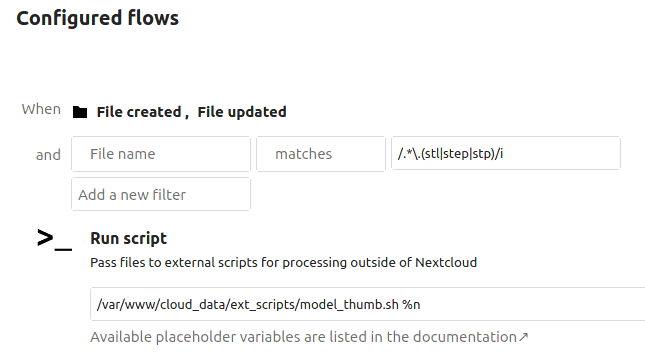 Configured flows
When File created , File updated
and File name matches /.*\.(stl|step|stp)/i
Add a new filter
>_ Run script
Pass files to external scripts for processing outside of Nextcloud
/var/www/cloud_data/ext_scripts/model_thumb.sh %n
Available placeholder variables are listed in the documentation↗